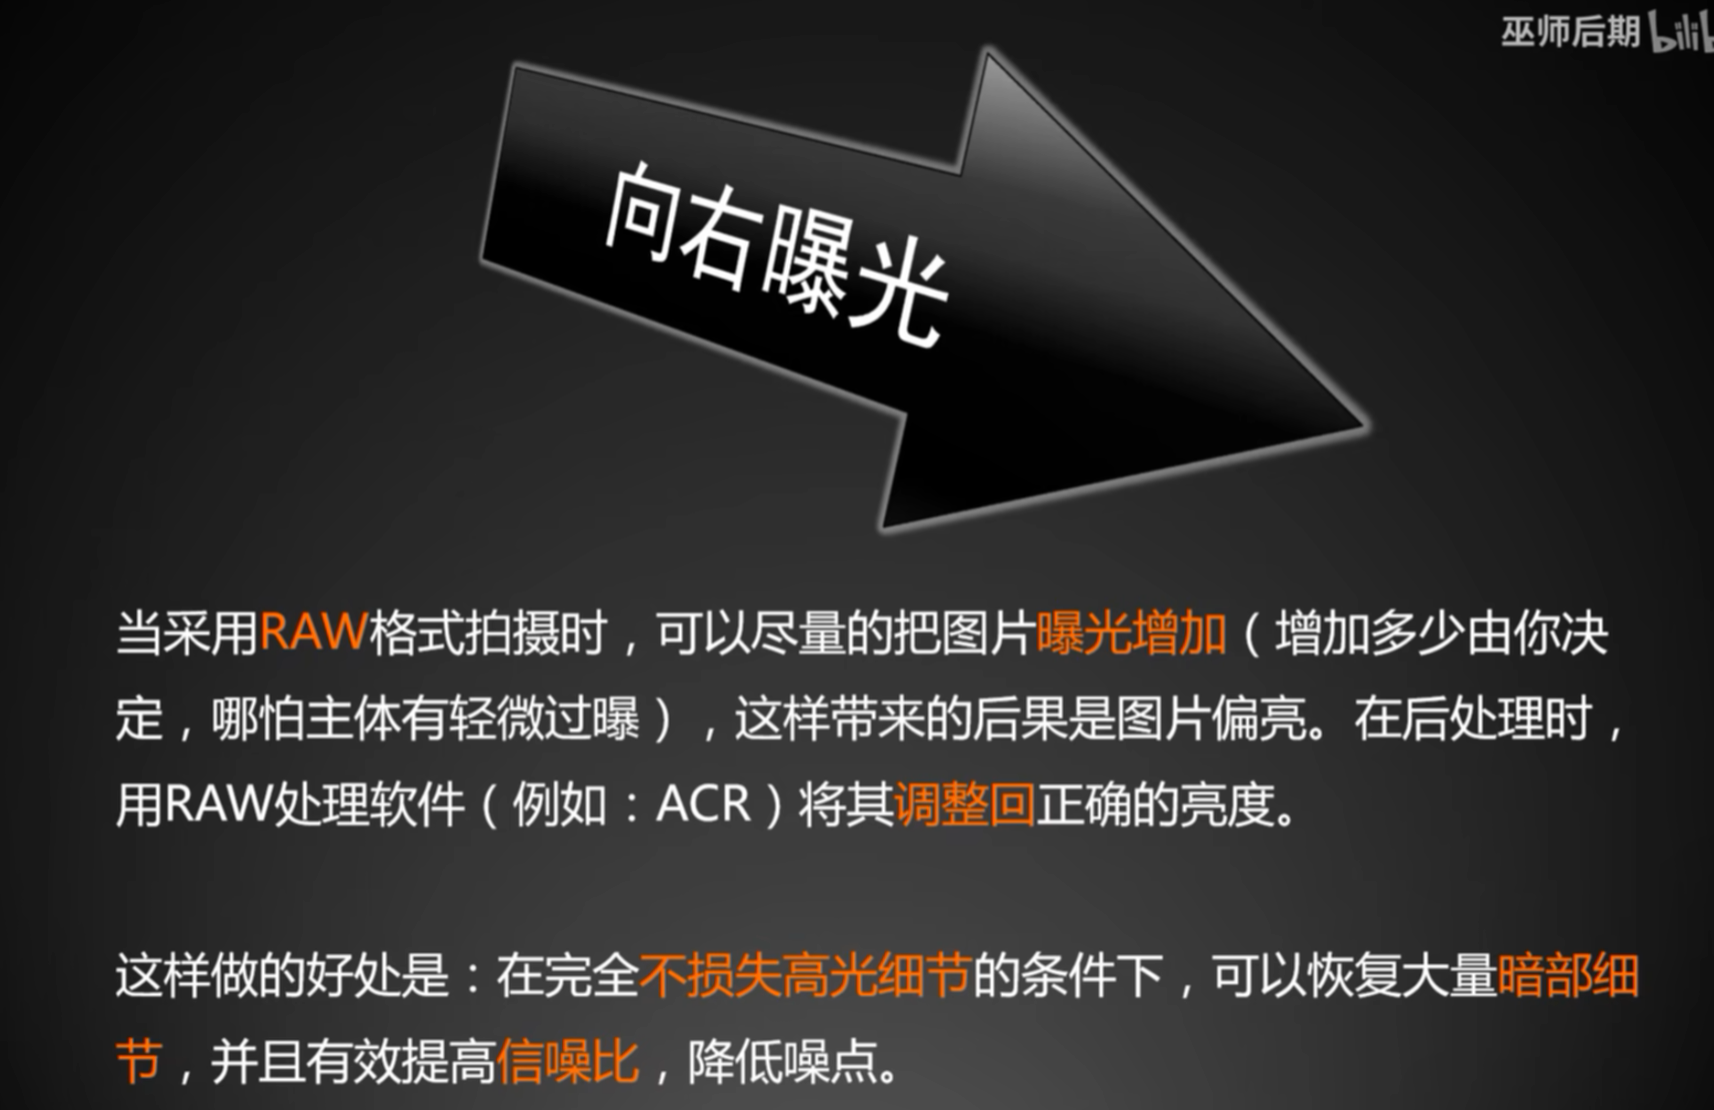 巫师后期 bilib
向右曝光
当采用RAW格式拍摄时，可以尽量的把图片曝光增加（增加多少由你决
定，哪怕主体有轻微过曝），这样带来的后果是图片偏亮。在后处理时，
用RAW处理软件（例如：ACR）将其调整回正确的亮度。
这样做的好处是：在完全不损失高光细节的条件下，可以恢复大量暗部细
节，并且有效提高信噪比，降低噪点。